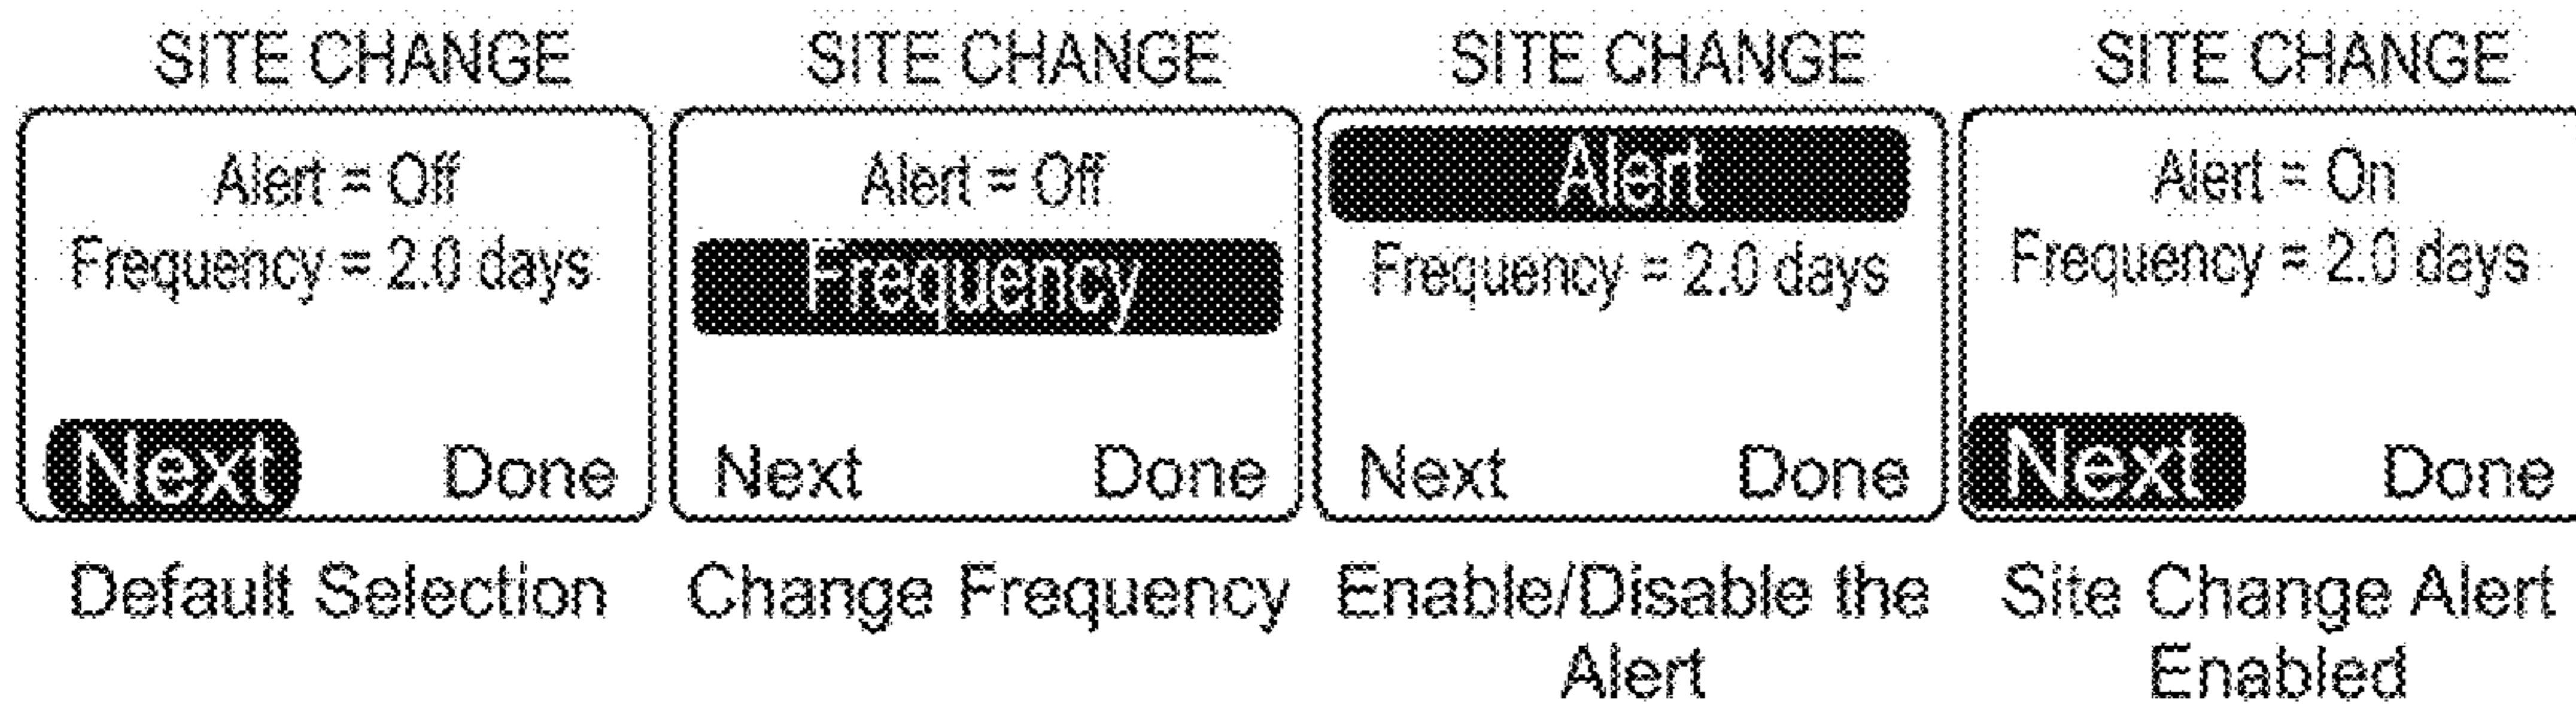 SITE CHANGE
Alert = Off
Frequency = 2.0 days
Next Done
Default Selection
SITE CHANGE
Alert = Off
Frequency
Next Done
Change Frequency
SITE CHANGE
Alert
Frequency = 2.0 days
Next Done
Enable/Disable the
Alert
SITE CHANGE
Alert = On
Frequency = 2.0 days
Next Done
Site Change Alert
Enabled